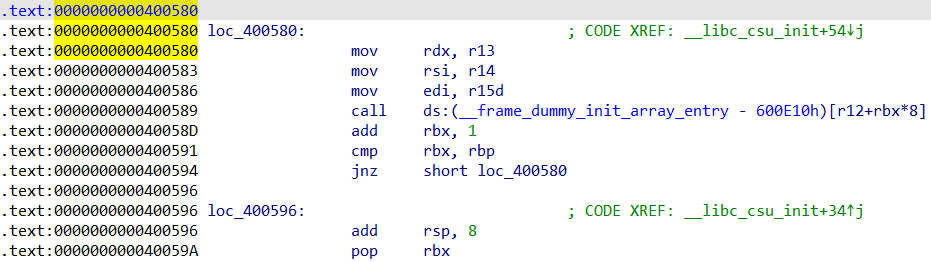 .text:0000000000400580
.text:0000000000400580 loc_400580: ; CODE XREF: __libc_csu_init+54↓j
.text:0000000000400580 mov rdx, r13
.text:0000000000400583 mov rsi, r14
.text:0000000000400586 mov edi, r15d
.text:0000000000400589 call ds:(__frame_dummy_init_array_entry - 600E10h)[r12+rbx*8]
.text:000000000040058D add rbx, 1
.text:0000000000400591 cmp rbx, rbp
.text:0000000000400594 jnz short loc_400580
.text:0000000000400596
.text:0000000000400596 loc_400596: ; CODE XREF: __libc_csu_init+34↑j
.text:0000000000400596 add rsp, 8
.text:000000000040059A pop rbx